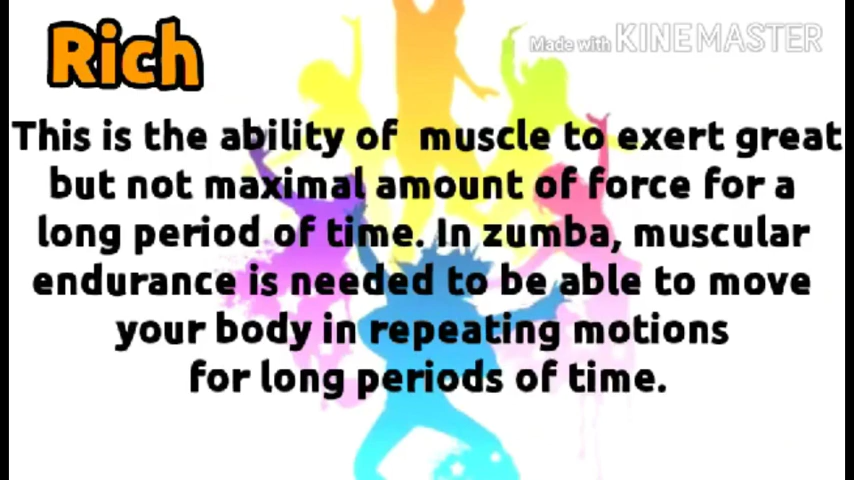 Rich
Made with KINEMASTER
This is the ability of muscle to exert great
but not maximal amount of force for a
long period of time. In zumba, muscular
endurance is needed to be able to move
your body in repeating motions
for long periods of time.